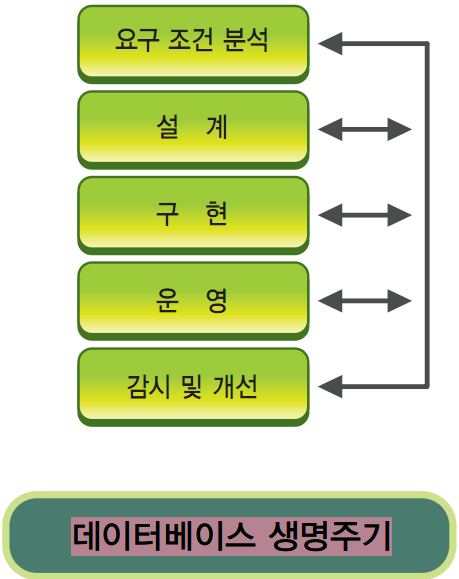 요구 조건 분석
설 계
구 현
운 영
감시 및 개선
데이터베이스 생명주기